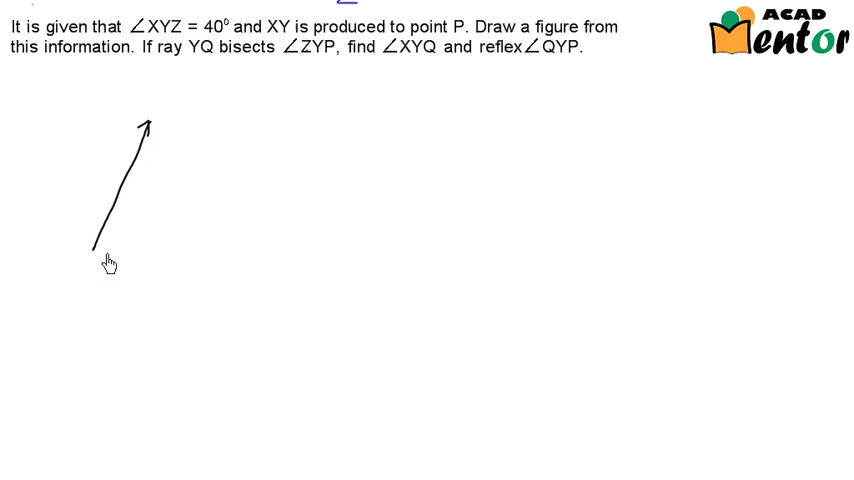 It is given that ∠XYZ = 40⁰ and XY is produced to point P. Draw a figure from
this information. If ray YQ bisects ∠ZYP, find ∠XYQ and reflex∠QYP.
ACAD
Mentor